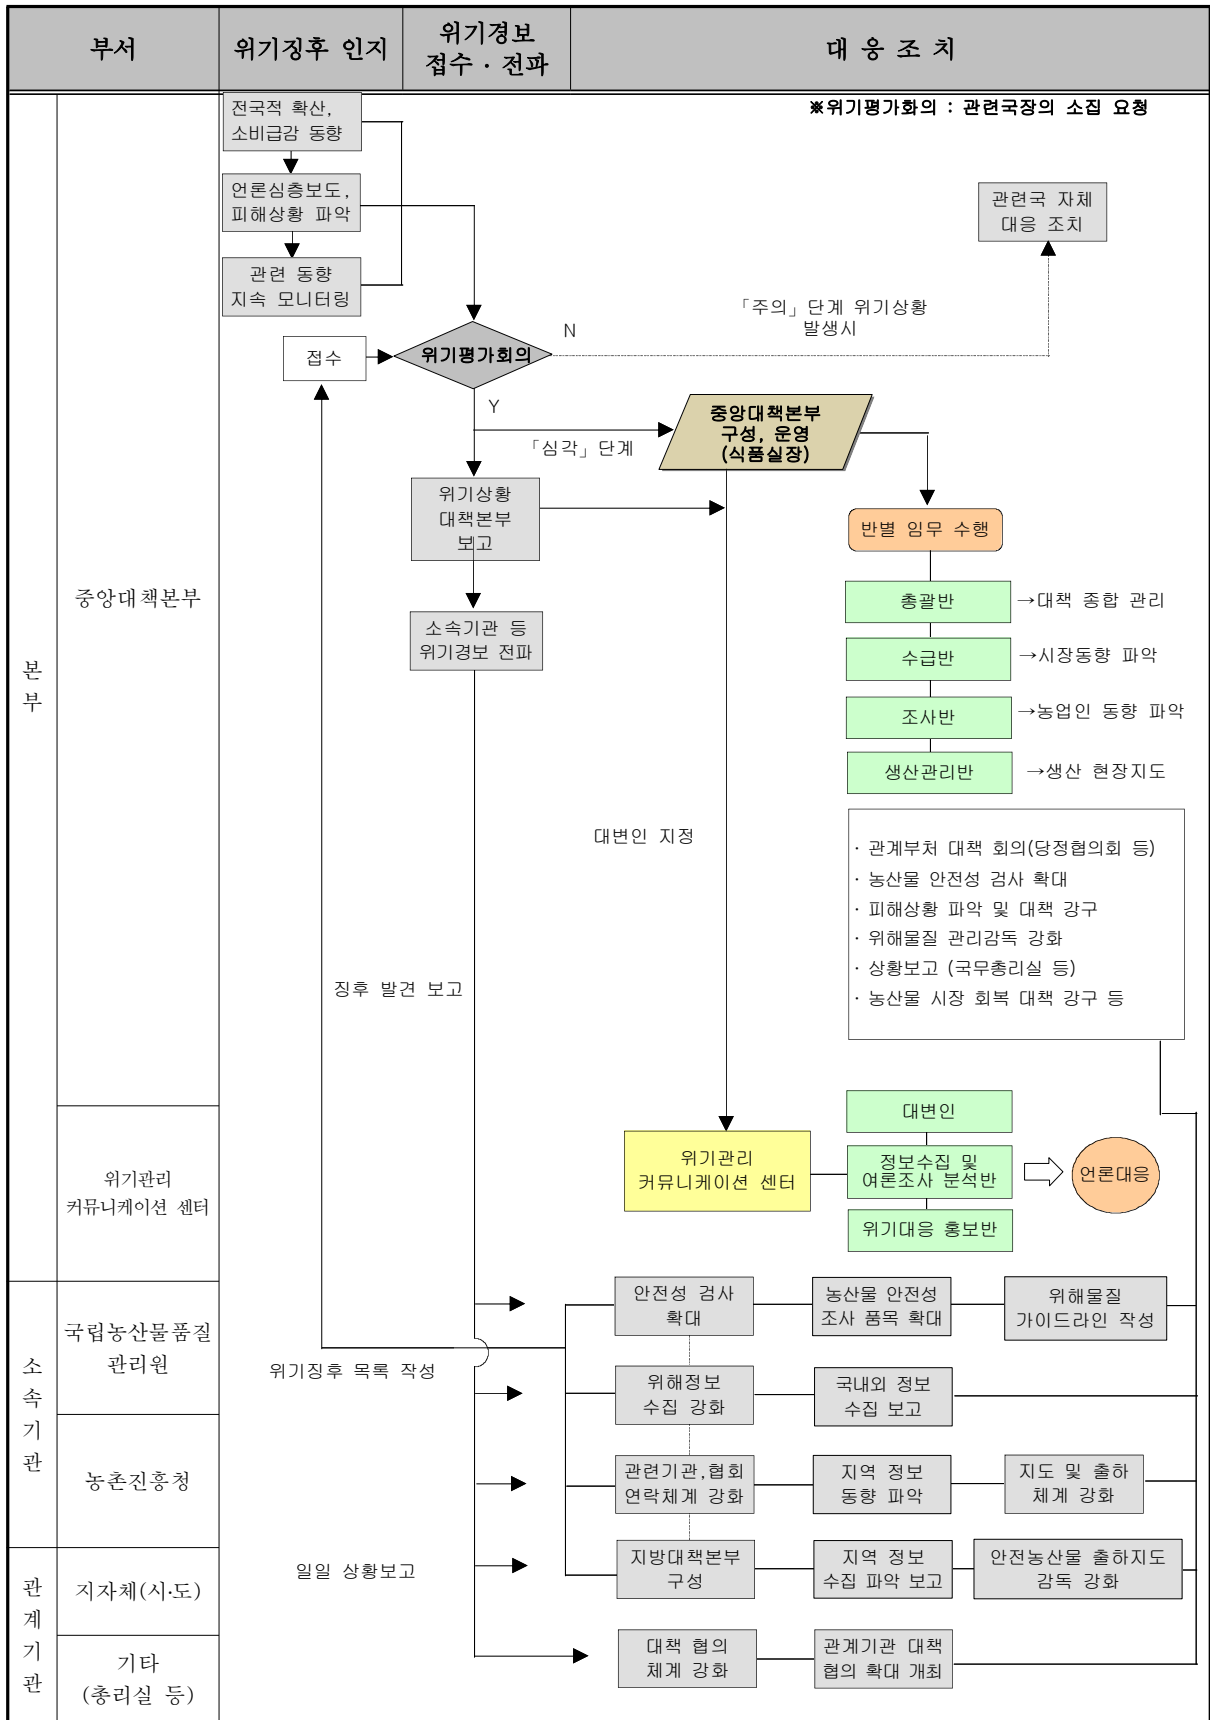 부서
위기징후 인지
위기경보
접수 · 전파
대 응 조 치
전국적 확산,
소비급감 동향
※위기평가회의 : 관련국장의 소집 요청
언론심층보도,
피해상황 파악
관련국 자체
대응 조치
관련 동향
지속 모니터링
「주의」단계 위기상황
발생시
N
접수
위기평가회의
Y
「심각」단계
중앙대책본부
구성, 운영
(식품실장)
위기상황
대책본부
보고
반별 임무 수행
중앙대책본부
총괄반
→대책 종합 관리
소속기관 등
위기경보 전파
수급반
→시장동향 파악
본
부
조사반
→농업인 동향 파악
생산관리반
→생산 현장지도
대변인 지정
· 관계부처 대책 회의(당정협의회 등)
· 농산물 안전성 검사 확대
· 피해상황 파악 및 대책 강구
· 위해물질 관리감독 강화
· 상황보고 (국무총리실 등)
· 농산물 시장 회복 대책 강구 등
징후 발견 보고
위기관리
커뮤니케이션 센터
위기관리
커뮤니케이션 센터
대변인
정보수집 및
여론조사 분석반
위기대응 홍보반
언론대응
소
속
기
관
국립농산물품질
관리원
안전성 검사
확대
농산물 안전성
조사 품목 확대
위해물질
가이드라인 작성
위기징후 목록 작성
위해정보
수집 강화
국내외 정보
수집 보고
농촌진흥청
관련기관,협회
연락체계 강화
지역 정보
동향 파악
지도 및 출하
체계 강화
관
계
기
관
지자체(시·도)
일일 상황보고
지방대책본부
구성
지역 정보
수집 파악 보고
안전농산물 출하지도
감독 강화
기타
(총리실 등)
대책 협의
체계 강화
관계기관 대책
협의 확대 개최